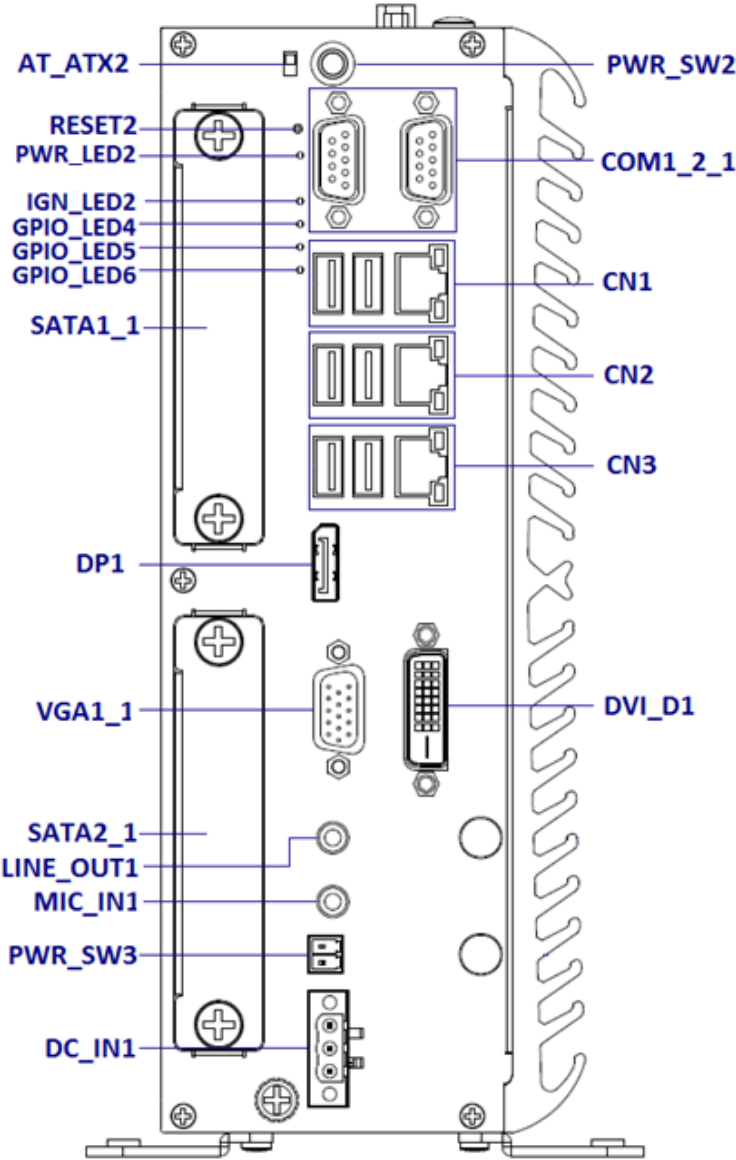 AT_ATX2
PWR_SW2
RESET2
PWR_LED2
COM1_2_1
IGN_LED2
GPIO_LED4
GPIO_LED5
GPIO_LED6
CN1
SATA1_1
CN2
CN3
DP1
VGA1_1
DVI_D1
SATA2_1
LINE_OUT1
MIC_IN1
PWR_SW3
DC_IN1